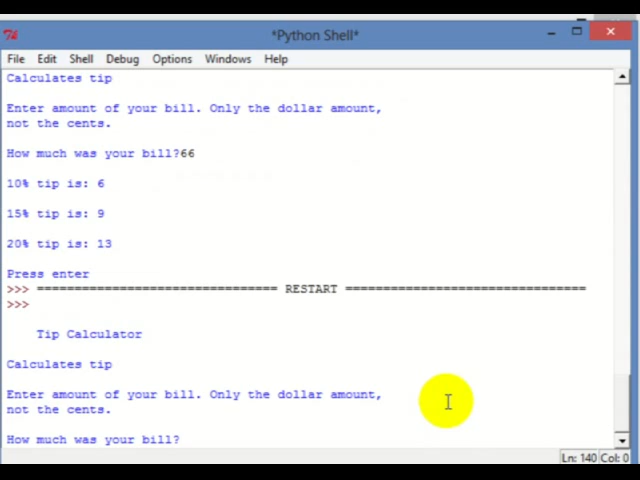 *Python Shell*
File Edit Shell Debug Options Windows Help
Calculates tip
Enter amount of your bill. Only the dollar amount,
not the cents.
How much was your bill?66
10% tip is: 6
15% tip is: 9
20% tip is: 13
Press enter
>>> ================================ RESTART ================================
>>>
Tip Calculator
Calculates tip
Enter amount of your bill. Only the dollar amount,
not the cents.
How much was your bill?
Ln: 140 Col: 0